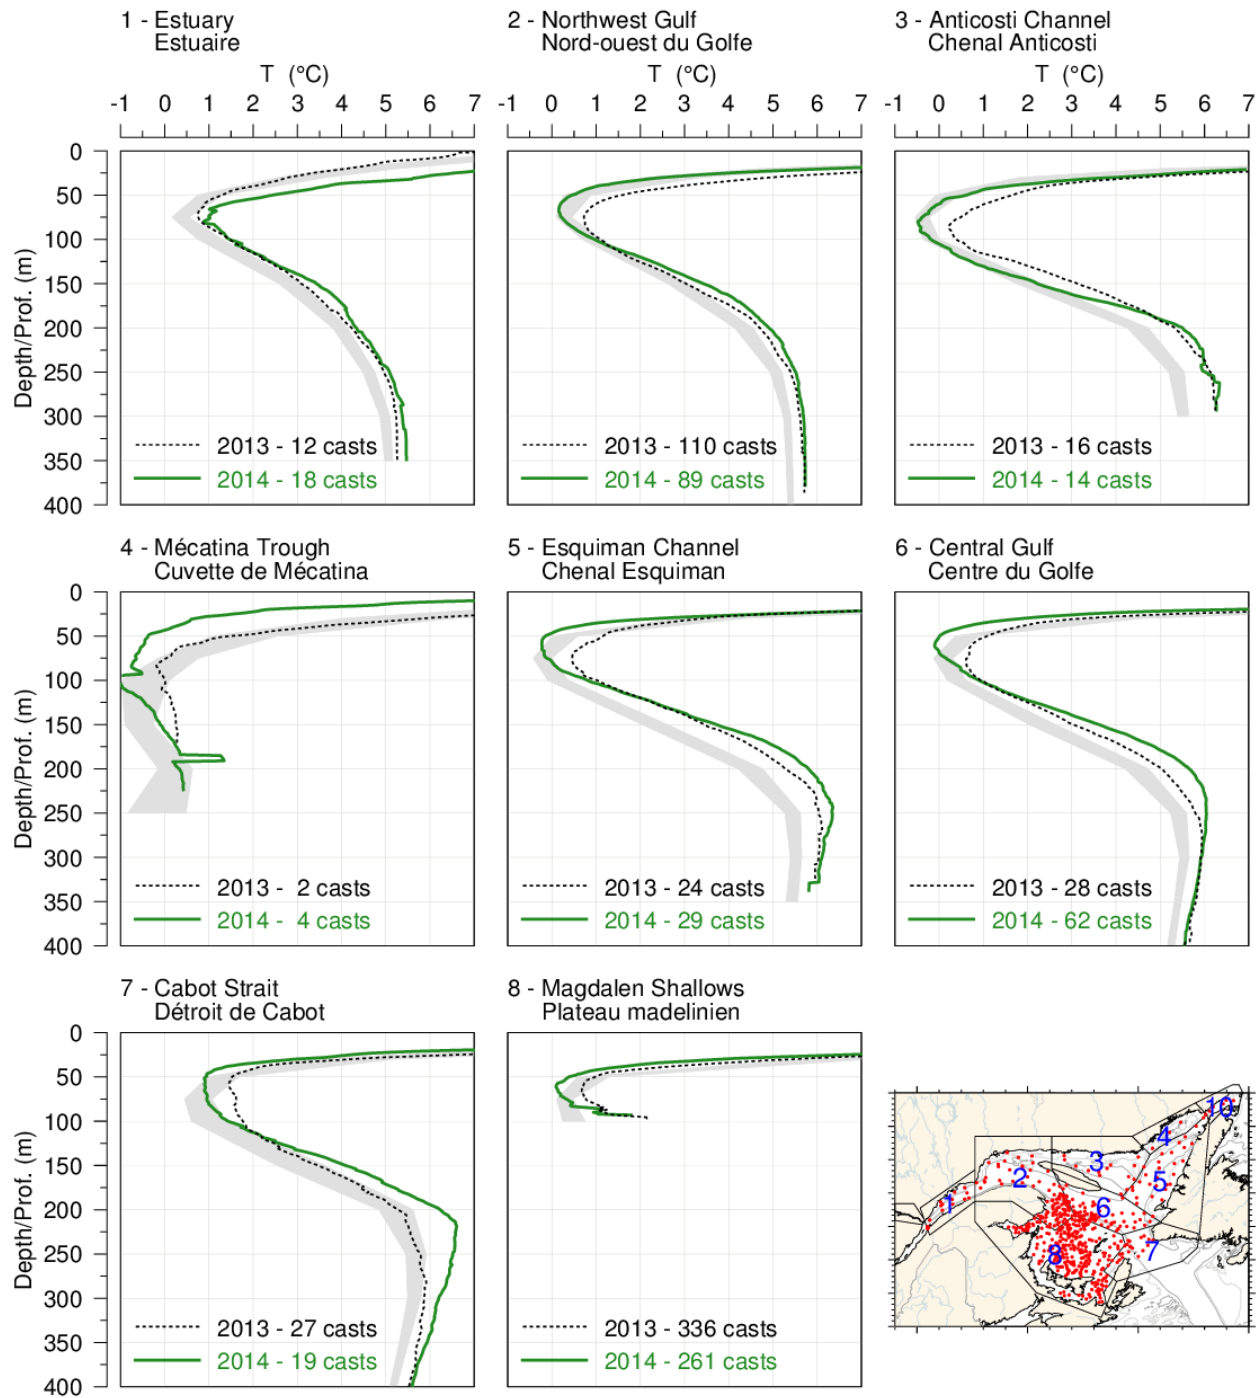 1 - Estuary
Estuaire
2 - Northwest Gulf
Nord-ouest du Golfe
3 - Anticosti Channel
Chenal Anticosti
T (°C)
T (°C)
T (°C)
-1 0 1 2 3 4 5 6 7
-1 0 1 2 3 4 5 6 7
-1 0 1 2 3 4 5 6 7
Depth/Prof. (m)
0
50
100
150
200
250
300
350
400
2013 - 12 casts
2014 - 18 casts
2013 - 110 casts
2014 - 89 casts
2013 - 16 casts
2014 - 14 casts
4 - Mécatina Trough
Cuvette de Mécatina
5 - Esquiman Channel
Chenal Esquiman
6 - Central Gulf
Centre du Golfe
Depth/Prof. (m)
0
50
100
150
200
250
300
350
400
2013 - 2 casts
2014 - 4 casts
2013 - 24 casts
2014 - 29 casts
2013 - 28 casts
2014 - 62 casts
7 - Cabot Strait
Détroit de Cabot
8 - Magdalen Shallows
Plateau madelinien
Depth/Prof. (m)
0
50
100
150
200
250
300
350
400
2013 - 27 casts
2014 - 19 casts
2013 - 336 casts
2014 - 261 casts
10
4
3
2
5
1
6
7
8